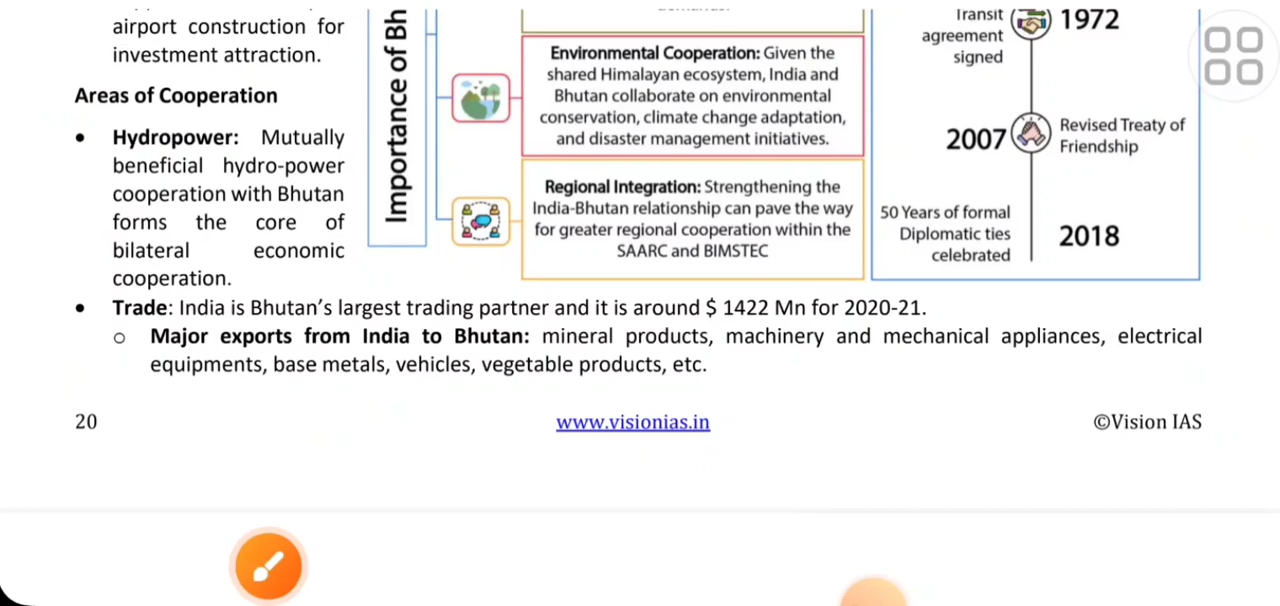 airport construction for
investment attraction.
Areas of Cooperation
• Hydropower: Mutually
beneficial hydro-power
cooperation with Bhutan
forms the core of
bilateral economic
cooperation.
Importance of Bh
Environmental Cooperation: Given the
shared Himalayan ecosystem, India and
Bhutan collaborate on environmental
conservation, climate change adaptation,
and disaster management initiatives.
Regional Integration: Strengthening the
India-Bhutan relationship can pave the way
for greater regional cooperation within the
SAARC and BIMSTEC
Transit
agreement
signed
1972
2007
Revised Treaty of
Friendship
50 Years of formal
Diplomatic ties
celebrated
2018
• Trade: India is Bhutan’s largest trading partner and it is around $ 1422 Mn for 2020-21.
o Major exports from India to Bhutan: mineral products, machinery and mechanical appliances, electrical
equipments, base metals, vehicles, vegetable products, etc.
20
www.visionias.in
©Vision IAS